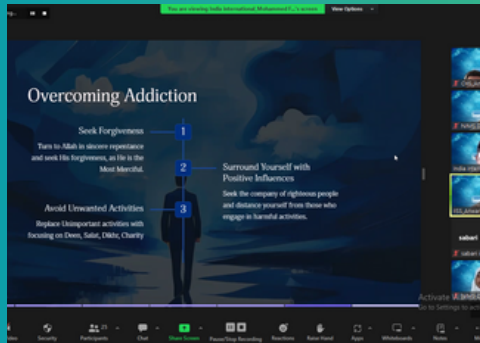 You are viewing India international_Mohammed F...'s screen
View Options
Overcoming Addiction
Seek Forgiveness
1
Turn to Allah in sincere repentance
and seek His forgiveness, as He is the
Most Merciful.
2
Surround Yourself with
Positive Influences
Seek the company of righteous people
and distance yourself from those who
engage in harmful activities.
Avoid Unwanted Activities
3
Replace Unimportant activities with
focusing on Deen, Salat, Dikhr, Charity
India inter
sabari
Activate
Go to Settings to act
Security
Participants
25
Chat
Share Screen
Pause/Stop Recording
Reactions
Raise Hand
Apps
Whiteboards
Notes